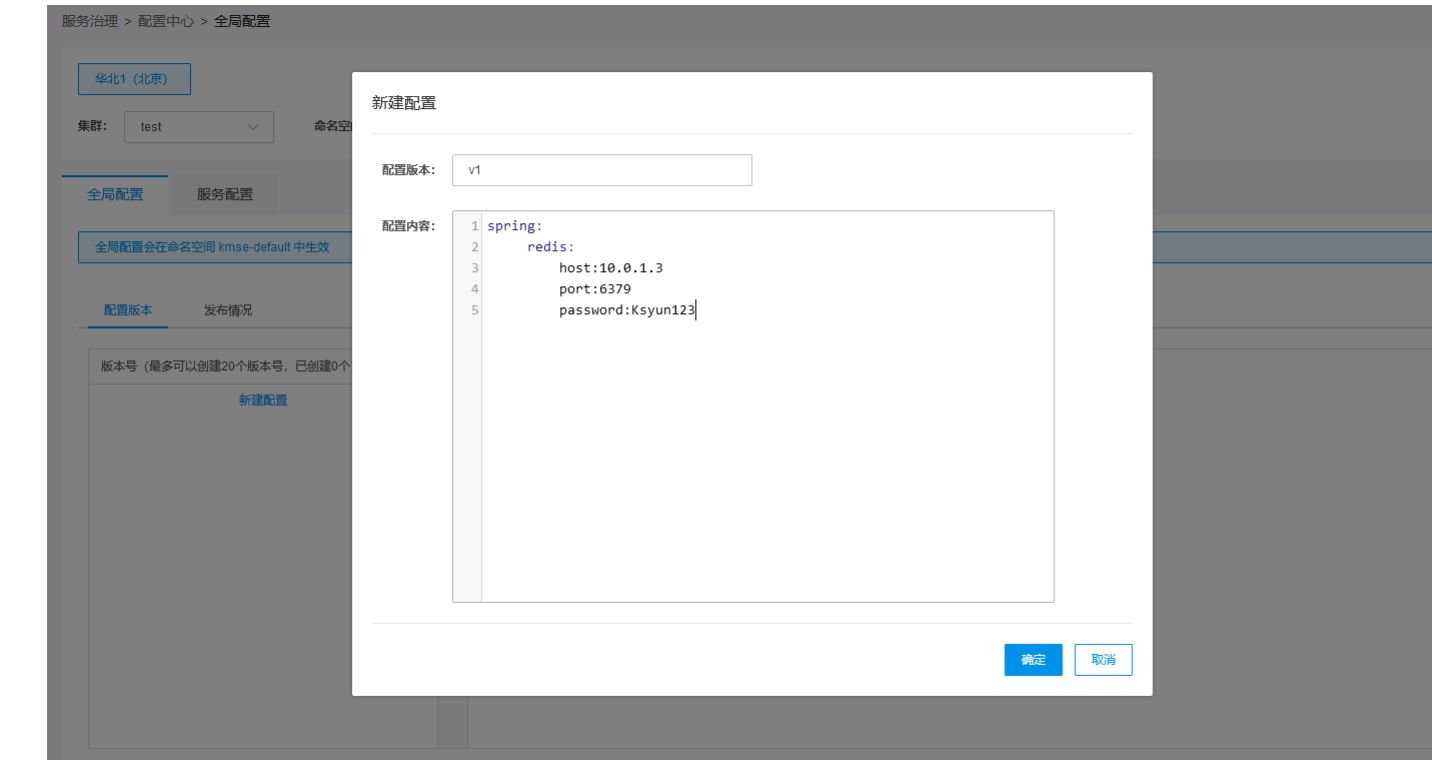 服务治理 > 配置中心 > 全局配置
华北1（北京）
集群： test 命名空
新建配置
配置版本： v1
全局配置 服务配置
配置内容：
1 spring:
2 redis:
3 host:10.0.1.3
4 port:6379
5 password:Ksyun123
全局配置会在命名空间 kmse-default 中生效
配置版本 发布情况
版本号（最多可以创建20个版本号，已创建0个
新建配置
确定 取消